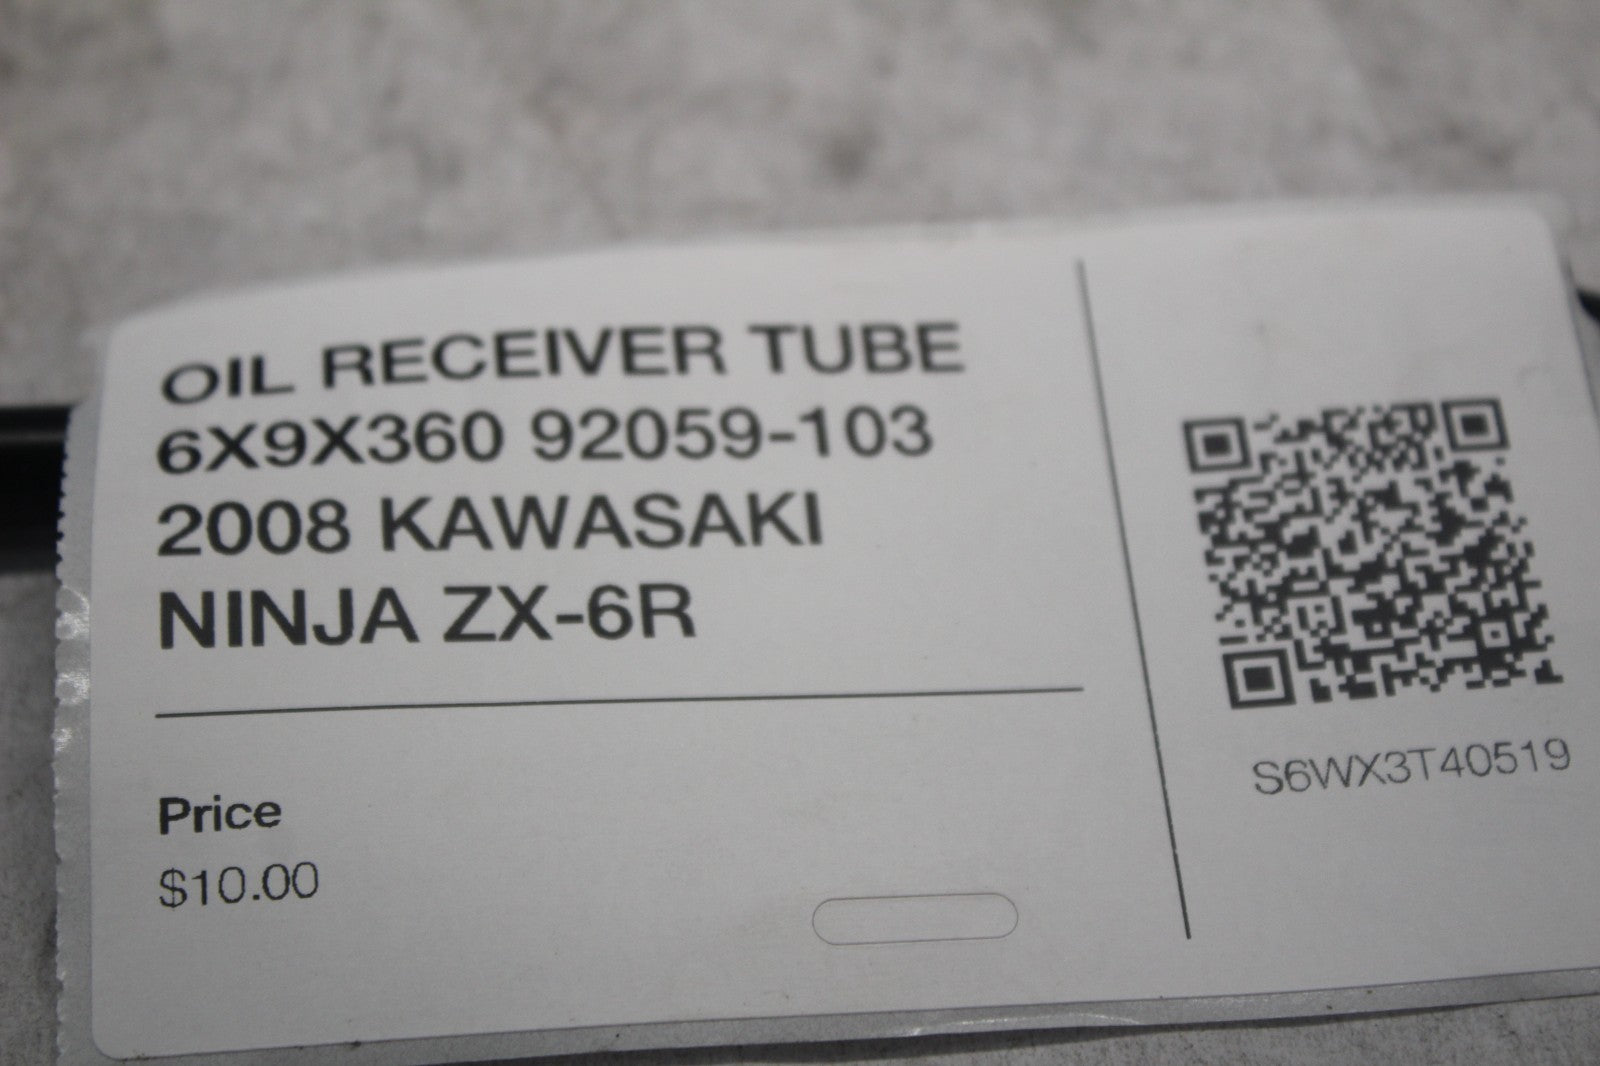 OIL RECEIVER TUBE
6X9X360 92059-103
2008 KAWASAKI
NINJA ZX-6R
Price
$10.00
S6WX3T40519